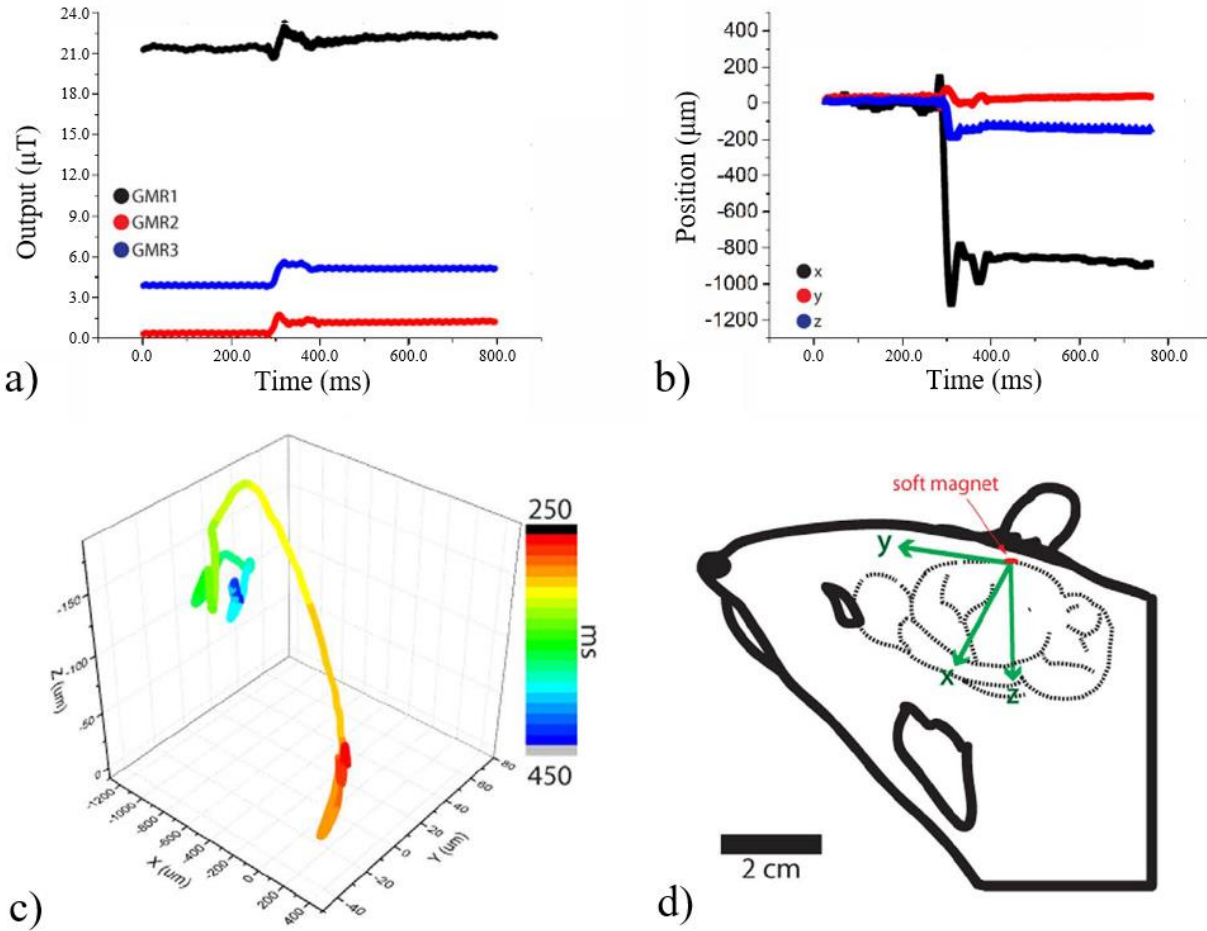 24.0
21.0
18.0
15.0
12.0
9.0
6.0
3.0
0.0
Output (μT)
GMR1
GMR2
GMR3
0.0 200.0 400.0 600.0 800.0
Time (ms)
a)
400
200
0
-200
-400
-600
-800
-1000
-1200
Position (μm)
x
y
z
0.0 200.0 400.0 600.0 800.0
Time (ms)
b)
-150
-100
-50
0
Z (um)
-1200
-1000
-800
-600
-400
-200
0
200
400
X (um)
-40
-20
0
20
40
60
80
Y (um)
250
ms
450
c)
soft magnet
y
x
z
2 cm
d)